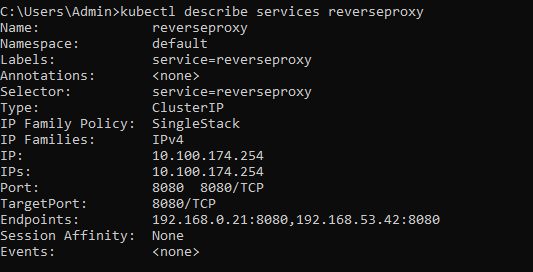 C:\Users\Admin>kubectl describe services reverseproxy
Name:              reverseproxy
Namespace:         default
Labels:            service=reverseproxy
Annotations:       <none>
Selector:          service=reverseproxy
Type:              ClusterIP
IP Family Policy:  SingleStack
IP Families:       IPv4
IP:                10.100.174.254
IPs:               10.100.174.254
Port:              8080  8080/TCP
TargetPort:        8080/TCP
Endpoints:         192.168.0.21:8080,192.168.53.42:8080
Session Affinity:  None
Events:            <none>